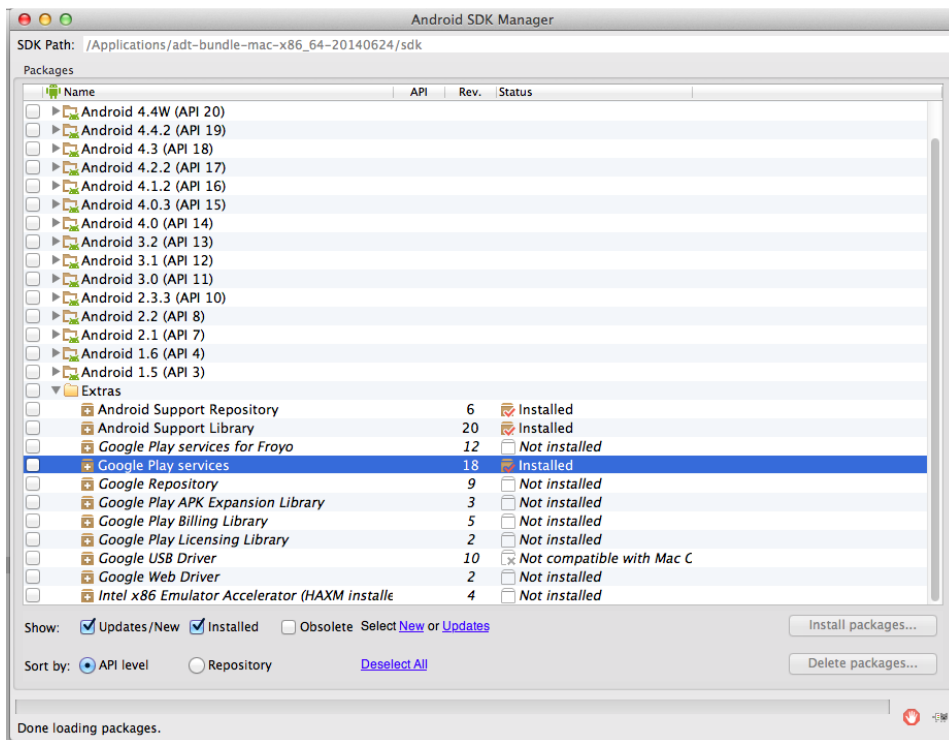 Android SDK Manager
SDK Path: /Applications/adt-bundle-mac-x86_64-20140624/sdk
Packages
Name API Rev. Status
Android 4.4W (API 20)
Android 4.4.2 (API 19)
Android 4.3 (API 18)
Android 4.2.2 (API 17)
Android 4.1.2 (API 16)
Android 4.0.3 (API 15)
Android 4.0 (API 14)
Android 3.2 (API 13)
Android 3.1 (API 12)
Android 3.0 (API 11)
Android 2.3.3 (API 10)
Android 2.2 (API 8)
Android 2.1 (API 7)
Android 1.6 (API 4)
Android 1.5 (API 3)
Extras
Android Support Repository 6 Installed
Android Support Library 20 Installed
Google Play services for Froyo 12 Not installed
Google Play services 18 Installed
Google Repository 9 Not installed
Google Play APK Expansion Library 3 Not installed
Google Play Billing Library 5 Not installed
Google Play Licensing Library 2 Not installed
Google USB Driver 10 Not compatible with Mac O
Google Web Driver 2 Not installed
Intel x86 Emulator Accelerator (HAXM installe 4 Not installed
Show: Updates/New Installed Obsolete Select New or Updates Install packages...
Sort by: API level Repository Deselect All Delete packages...
Done loading packages.